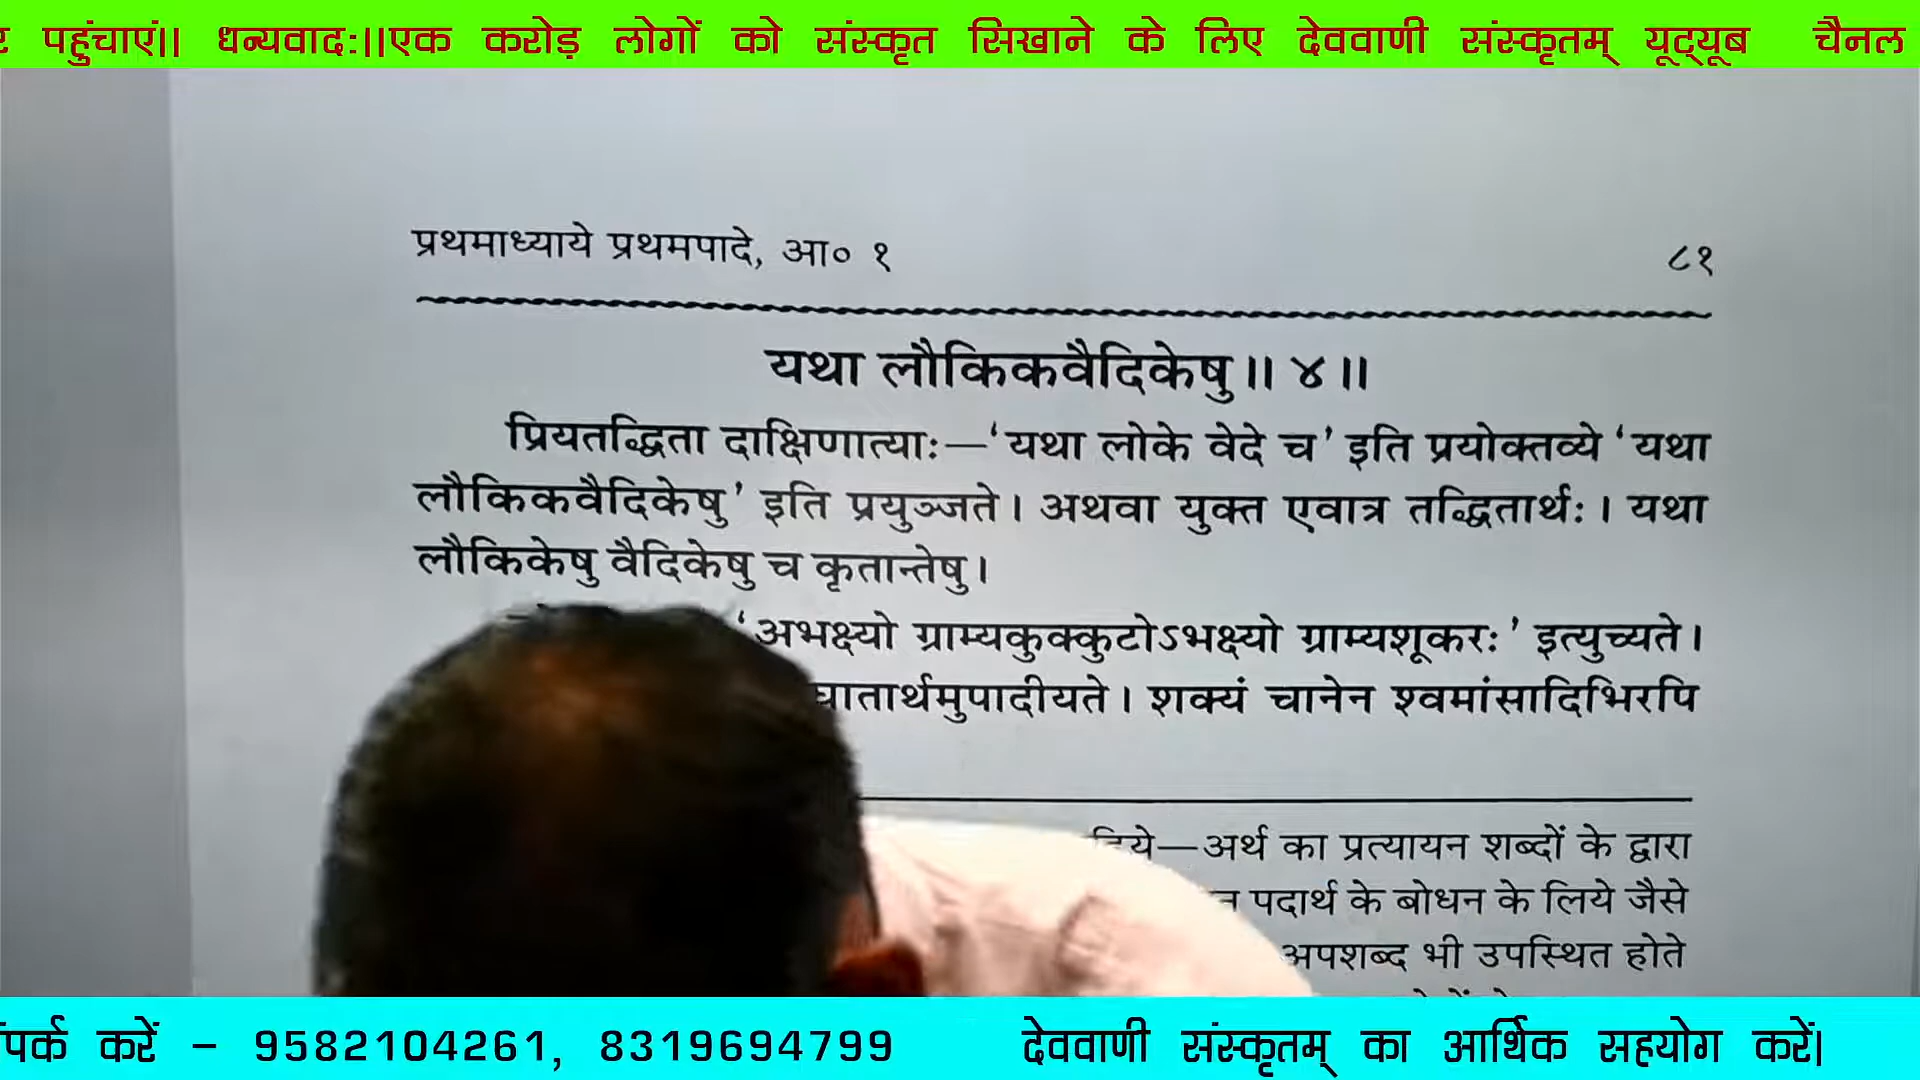 पहुंचाएं|| धन्यवादः||एक करोड़ लोगों को संस्कृत सिखाने के लिए देववाणी संस्कृतम् यूट्यूब चैनल
प्रथमाध्याये प्रथमपादे, आ० १ ८१
यथा लौकिकवैदिकेषु॥ ४॥
प्रियतद्धिता दाक्षिणात्याः—‘यथा लोके वेदे च’ इति प्रयोक्तव्ये ‘यथा
लौकिकवैदिकेषु’ इति प्रयुञ्जते। अथवा युक्त एवात्र तद्धितार्थः। यथा
लौकिकेषु वैदिकेषु च कृतान्तेषु।
‘अभक्ष्यो ग्राम्यकुक्कुटोऽभक्ष्यो ग्राम्यशूकरः’ इत्युच्यते।
घातार्थमुपादीयते। शक्यं चानेन श्वमांसादिभिरपि
—अर्थ का प्रत्यायन शब्दों के द्वारा
पदार्थ के बोधन के लिये जैसे
अपशब्द भी उपस्थित होते
करें – 9582104261, 8319694799 देववाणी संस्कृतम् का आर्थिक सहयोग करें|